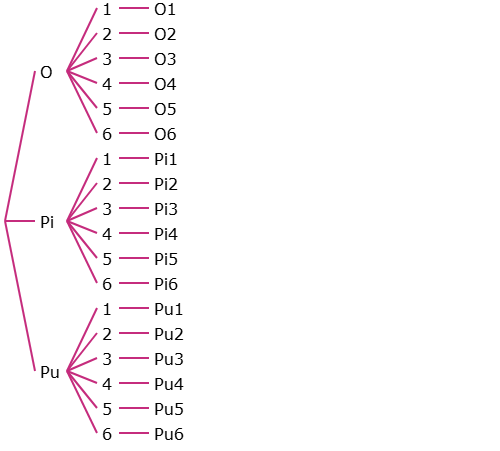 1 O1
2 O2
3 O3
O
4 O4
5 O5
6 O6
1 Pi1
2 Pi2
3 Pi3
Pi
4 Pi4
5 Pi5
6 Pi6
1 Pu1
2 Pu2
3 Pu3
Pu
4 Pu4
5 Pu5
6 Pu6